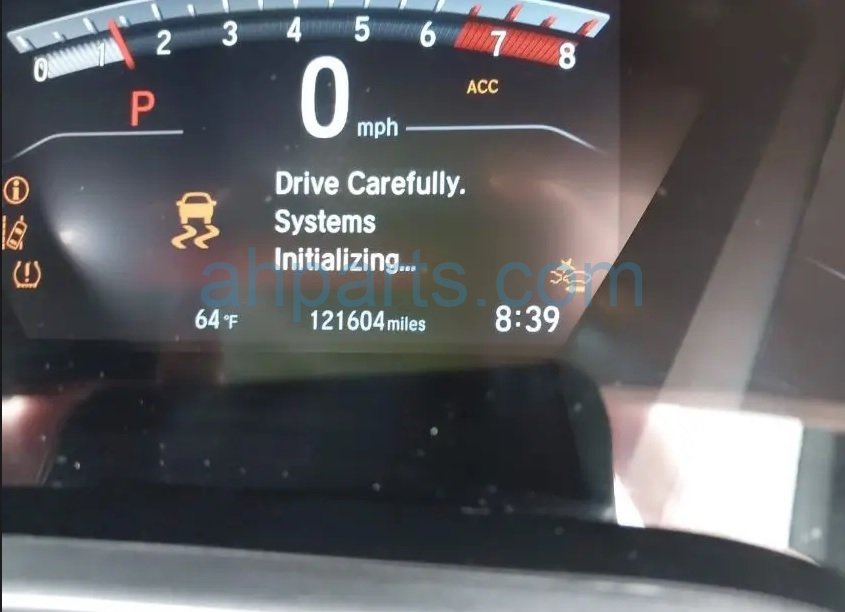 0 1 2 3 4 5 6 7 8
P
0 mph
ACC
Drive Carefully.
Systems
Initializing...
ahparts.com
64°F 121604 miles 8:39